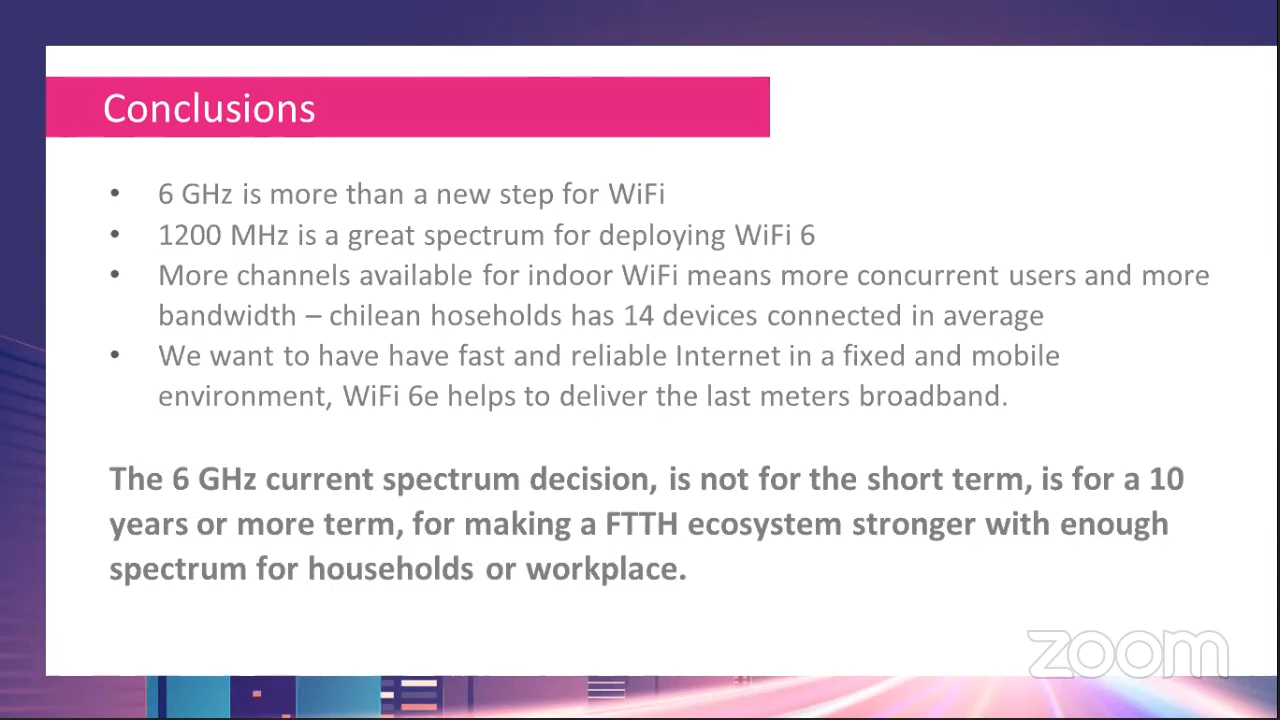 Conclusions
• 6 GHz is more than a new step for WiFi
• 1200 MHz is a great spectrum for deploying WiFi 6
• More channels available for indoor WiFi means more concurrent users and more
bandwidth – chilean hoseholds has 14 devices connected in average
• We want to have have fast and reliable Internet in a fixed and mobile
environment, WiFi 6e helps to deliver the last meters broadband.
The 6 GHz current spectrum decision, is not for the short term, is for a 10
years or more term, for making a FTTH ecosystem stronger with enough
spectrum for households or workplace.
zoom